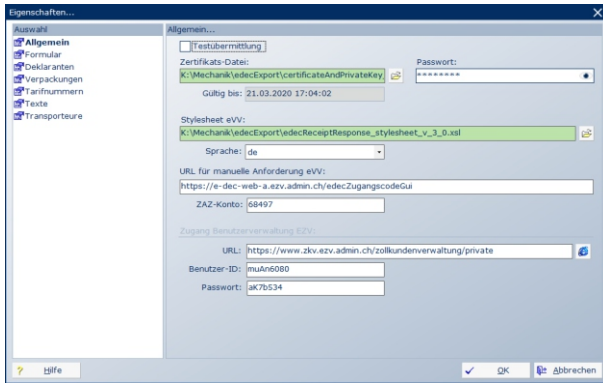 Eigenschaften...
Auswahl
Allgemein
Formular
Deklaranten
Verpackungen
Tarifnummern
Texte
Transporteure
Allgemein...
Testübermittlung
Zertifikats-Datei:
Passwort:
K:\Mechanik\edecExport\certificateAndPrivateKey
********
Gültig bis: 21.03.2020 17:04:02
Stylesheet eVV:
K:\Mechanik\edecExport\edecReceiptResponse_stylesheet_v_3_0.xsl
Sprache: de
URL für manuelle Anforderung eVV:
https://e-dec-web-a.ezv.admin.ch/edecZugangscodeGui
ZAZ-Konto: 68497
Zugang Benutzerverwaltung EZV:
URL: https://www.zkv.ezv.admin.ch/zollkundenverwaltung/private
Benutzer-ID: muAn6080
Passwort: aK7b534
? Hilfe
OK
Abbrechen